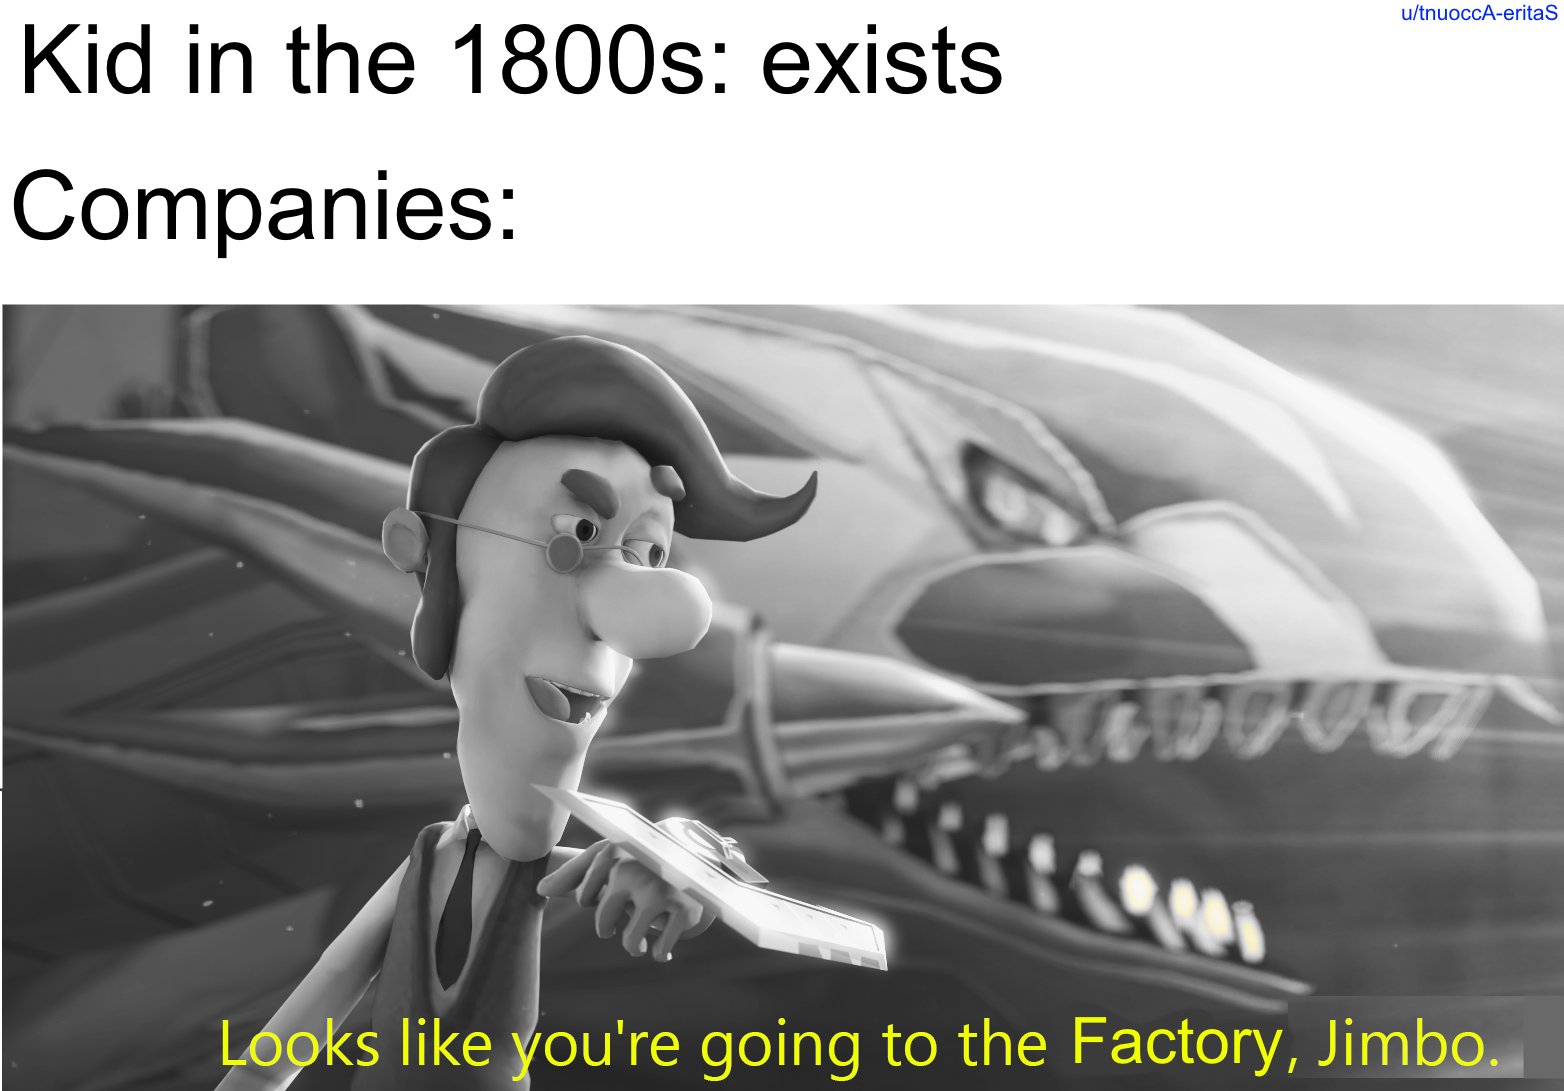 u/tnuoccA-eritaS
Kid in the 1800s: exists
Companies:
Looks like you're going to the Factory, Jimbo.